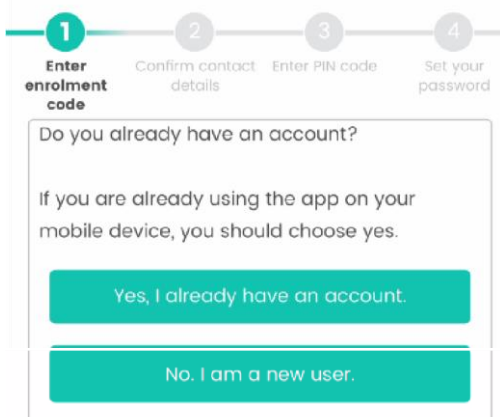 1 2 3 4
Enter enrolment code
Confirm contact details
Enter PIN code
Set your password
Do you already have an account?
If you are already using the app on your
mobile device, you should choose yes.
Yes, I already have an account.
No. I am a new user.